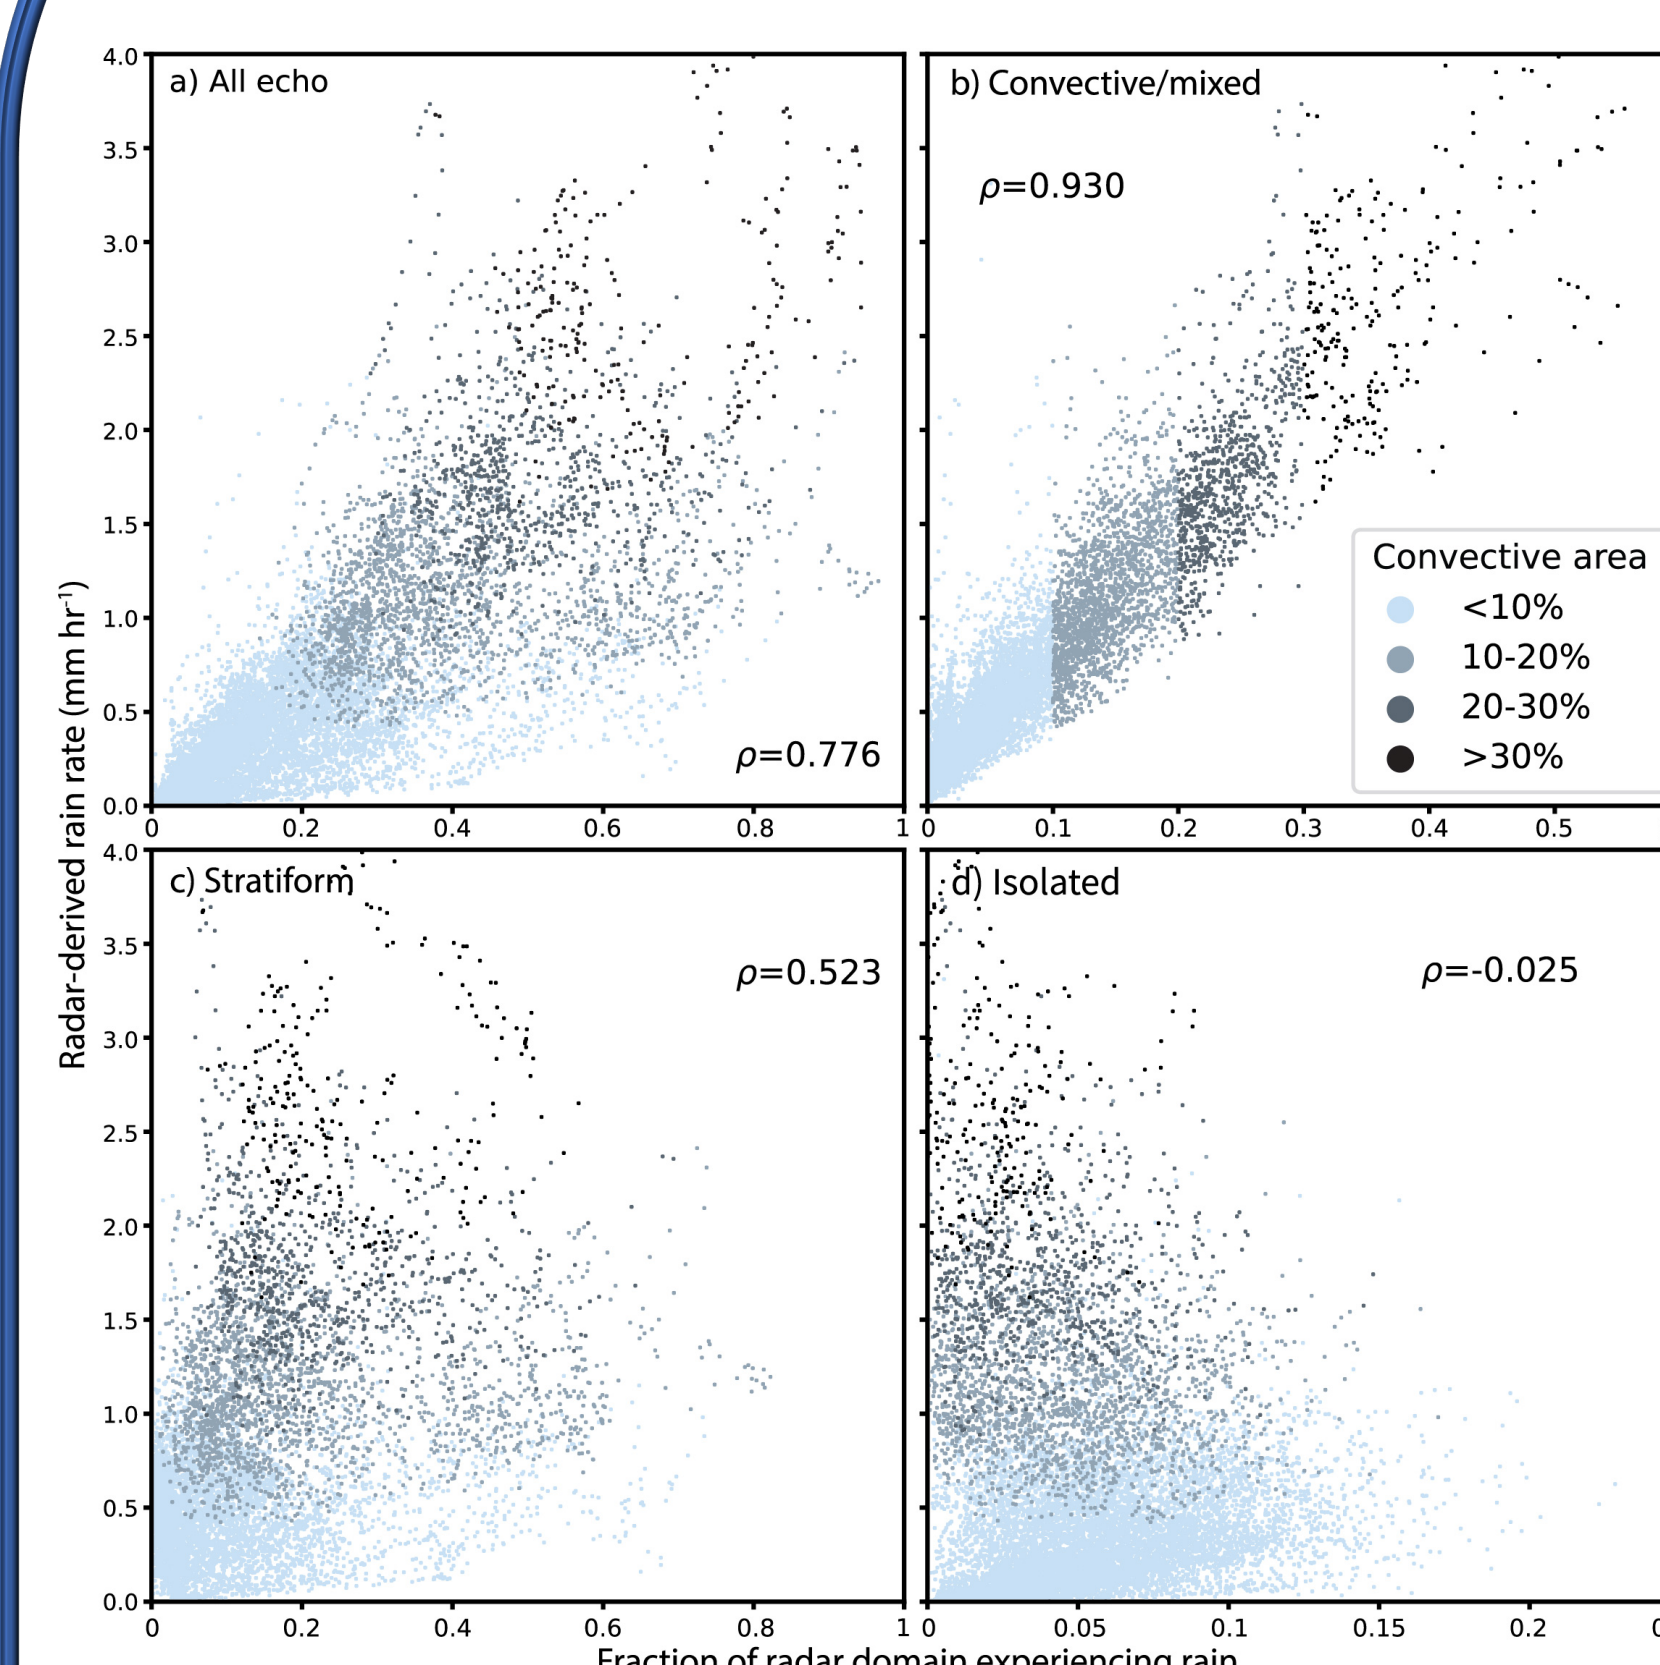 a) All echo
b) Convective/mixed
4.0
3.5
3.0
2.5
2.0
1.5
1.0
0.5
0.0
ρ=0.930
ρ=0.776
Convective area
<10%
10-20%
20-30%
>30%
0 0.2 0.4 0.6 0.8 1
0 0.1 0.2 0.3 0.4 0.5
Radar-derived rain rate (mm hr-1)
c) Stratiform
d) Isolated
4.0
3.5
3.0
2.5
2.0
1.5
1.0
0.5
0.0
ρ=0.523
ρ=-0.025
0 0.2 0.4 0.6 0.8 1
0 0.05 0.1 0.15 0.2
Fraction of radar domain experiencing rain